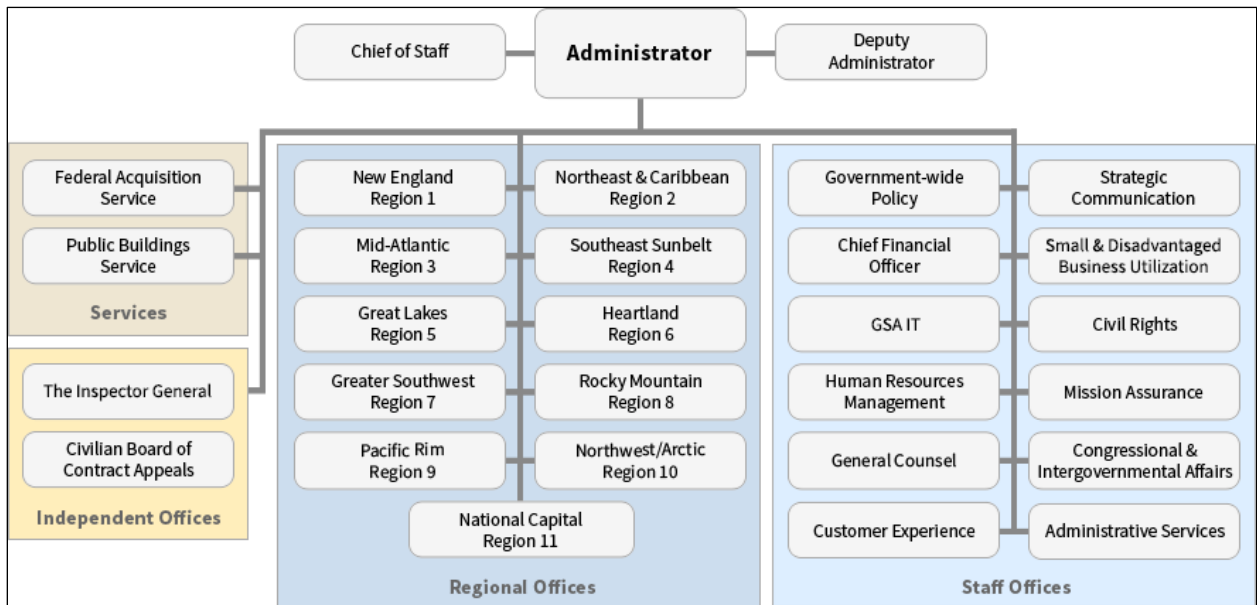 Chief of Staff
Administrator
Deputy
Administrator
Federal Acquisition
Service
Public Buildings
Service
Services
The Inspector General
Civilian Board of
Contract Appeals
Independent Offices
New England
Region 1
Northeast & Caribbean
Region 2
Mid-Atlantic
Region 3
Southeast Sunbelt
Region 4
Great Lakes
Region 5
Heartland
Region 6
Greater Southwest
Region 7
Rocky Mountain
Region 8
Pacific Rim
Region 9
Northwest/Arctic
Region 10
National Capital
Region 11
Regional Offices
Government-wide
Policy
Strategic
Communication
Chief Financial
Officer
Small & Disadvantaged
Business Utilization
GSA IT
Civil Rights
Human Resources
Management
Mission Assurance
General Counsel
Congressional &
Intergovernmental Affairs
Customer Experience
Administrative Services
Staff Offices